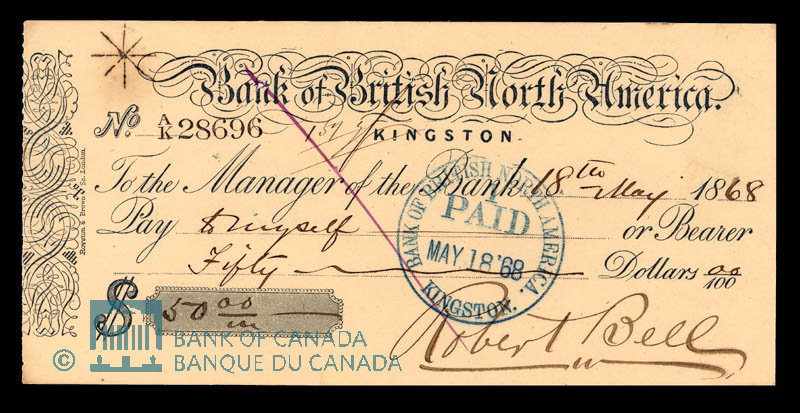 Bank of British North America.
No A/K 28696
KINGSTON
To the Manager of the Bank 18th May 1868
Pay to myself or Bearer
Fifty Dollars 00/100
$ 50 00/
Robert Bell
BANK OF BRITISH NORTH AMERICA.
PAID
MAY 18 '68
KINGSTON.
© BANK OF CANADA
BANQUE DU CANADA